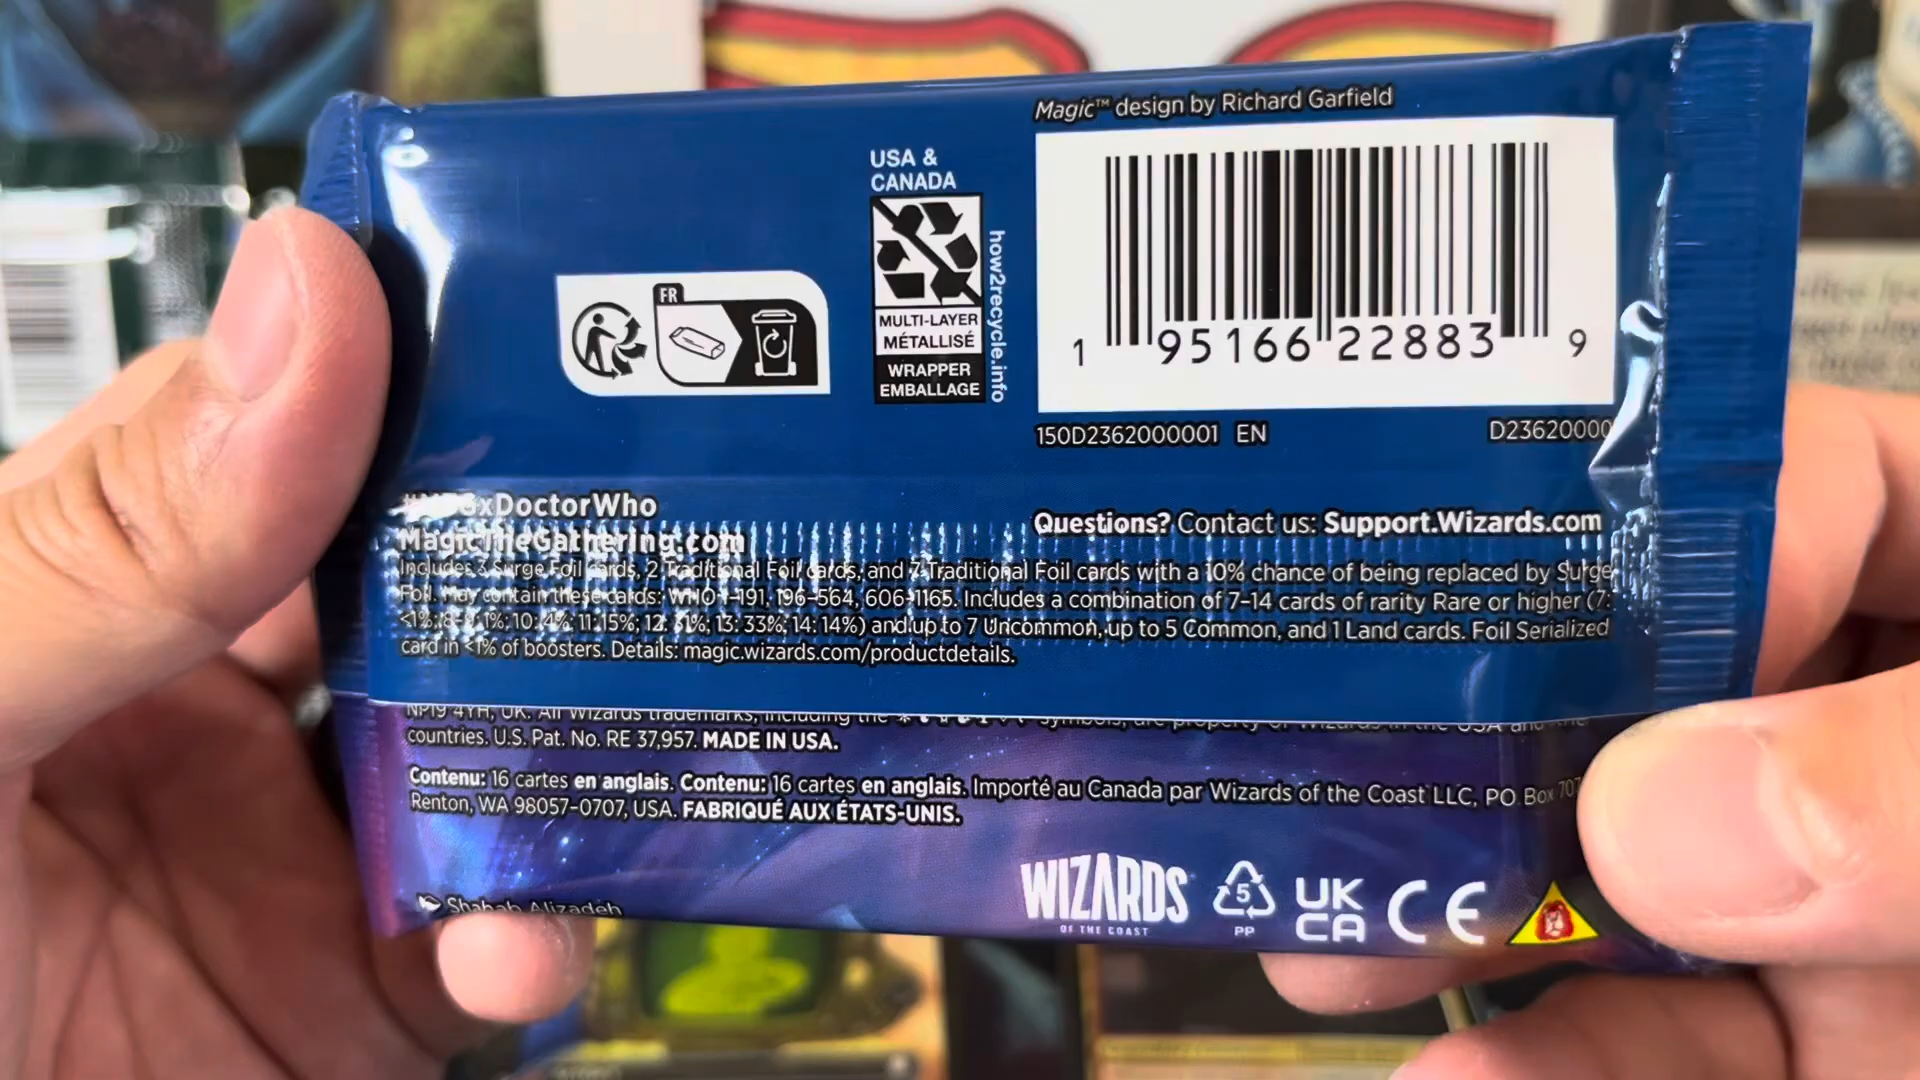 Magic™ design by Richard Garfield
USA &
CANADA
how2recycle.info
MULTI-LAYER
MÉTALLISÉ
WRAPPER
EMBALLAGE
FR
1 95166 22883 9
150D2362000001 EN
D23620000
xDoctorWho
MagicTheGathering.com
Questions? Contact us: Support.Wizards.com
Includes 3 Surge Foil cards, 2 Traditional Foil cards, and 7 Traditional Foil cards with a 10% chance of being replaced by Surge
Foil. May contain these cards: WHO 1–191, 196–564, 606–1165. Includes a combination of 7–14 cards of rarity Rare or higher (7:
<1%; 8–9: 1%; 10: 4%; 11: 15%; 12: 31%; 13: 33%; 14: 14%) and up to 7 Uncommon, up to 5 Common, and 1 Land cards. Foil Serialized
card in <1% of boosters. Details: magic.wizards.com/productdetails.
NP19 4YH, UK. All Wizards trademarks, including the symbols, are property of Wizards in the USA and
countries. U.S. Pat. No. RE 37,957. MADE IN USA.
Contenu: 16 cartes en anglais. Contenu: 16 cartes en anglais. Importé au Canada par Wizards of the Coast LLC, PO Box 707
Renton, WA 98057-0707, USA. FABRIQUÉ AUX ÉTATS-UNIS.
Shahab Alizadeh
WIZARDS
OF THE COAST
5
PP
UK
CA
CE